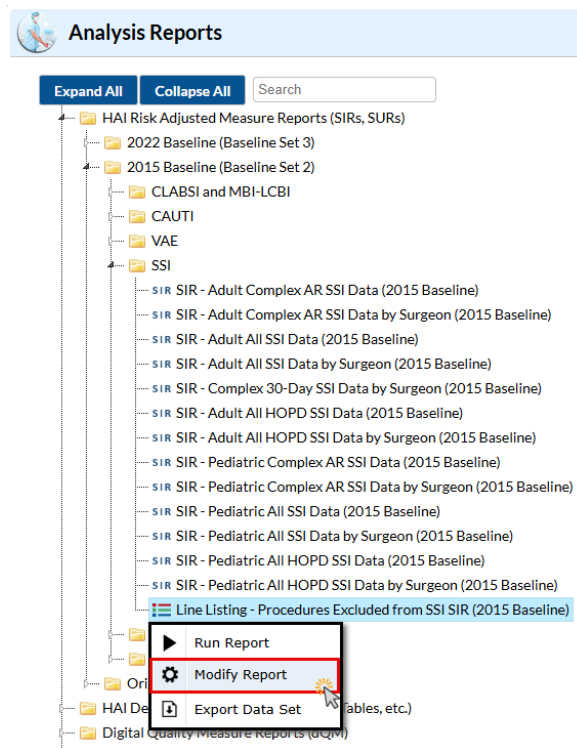 Analysis Reports
Expand All Collapse All Search
HAI Risk Adjusted Measure Reports (SIRs, SURs)
2022 Baseline (Baseline Set 3)
2015 Baseline (Baseline Set 2)
CLABSI and MBI-LCBI
CAUTI
VAE
SSI
SIR SIR - Adult Complex AR SSI Data (2015 Baseline)
SIR SIR - Adult Complex AR SSI Data by Surgeon (2015 Baseline)
SIR SIR - Adult All SSI Data (2015 Baseline)
SIR SIR - Adult All SSI Data by Surgeon (2015 Baseline)
SIR SIR - Complex 30-Day SSI Data by Surgeon (2015 Baseline)
SIR SIR - Adult All HOPD SSI Data (2015 Baseline)
SIR SIR - Adult All HOPD SSI Data by Surgeon (2015 Baseline)
SIR SIR - Pediatric Complex AR SSI Data (2015 Baseline)
SIR SIR - Pediatric Complex AR SSI Data by Surgeon (2015 Baseline)
SIR SIR - Pediatric All SSI Data (2015 Baseline)
SIR SIR - Pediatric All SSI Data by Surgeon (2015 Baseline)
SIR SIR - Pediatric All HOPD SSI Data (2015 Baseline)
SIR SIR - Pediatric All HOPD SSI Data by Surgeon (2015 Baseline)
Line Listing - Procedures Excluded from SSI SIR (2015 Baseline)
Run Report
Modify Report
Ori
Export Data Set
HAI De Tables, etc.)
Digital Quality Measure Reports (dQM)